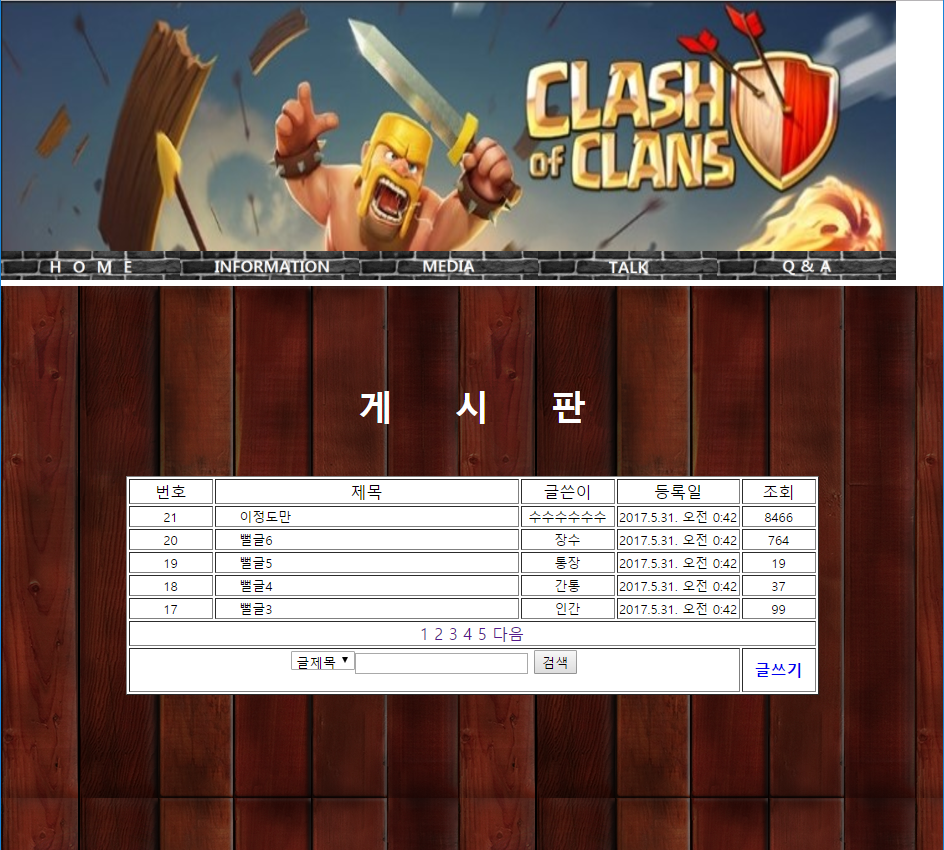 CLASH
OF CLANS
H O M E INFORMATION MEDIA TALK Q & A
게 시 판
번호 제목 글쓴이 등록일 조회
21 이정도만 수수수수수수 2017.5.31. 오전 0:42 8466
20 뻘글6 장수 2017.5.31. 오전 0:42 764
19 뻘글5 통장 2017.5.31. 오전 0:42 19
18 뻘글4 간통 2017.5.31. 오전 0:42 37
17 뻘글3 인간 2017.5.31. 오전 0:42 99
1 2 3 4 5 다음
글제목 검색 글쓰기